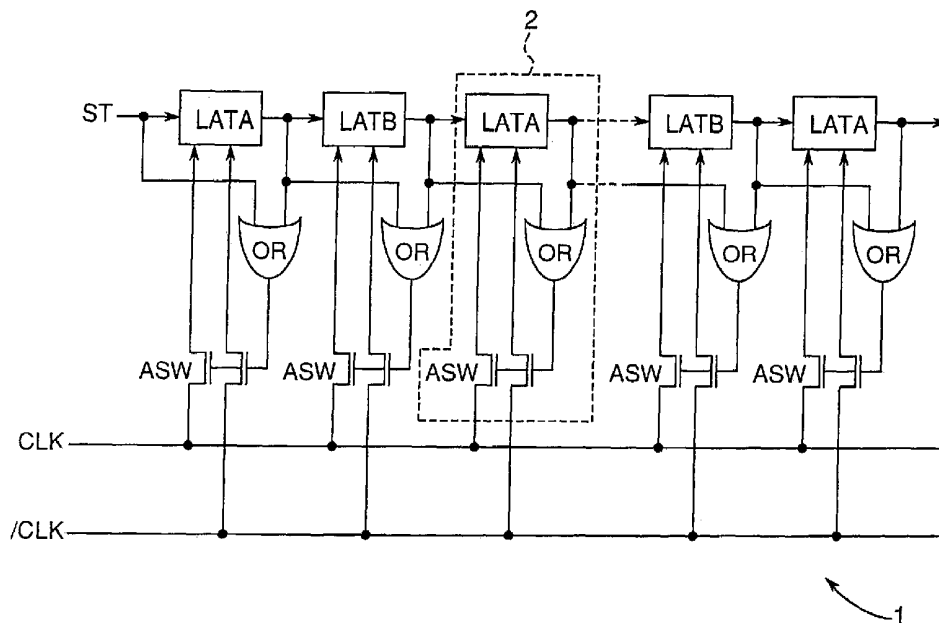 2
ST LATA LATB LATA LATB LATA
OR OR OR OR OR
ASW ASW ASW ASW ASW
CLK
/CLK
1